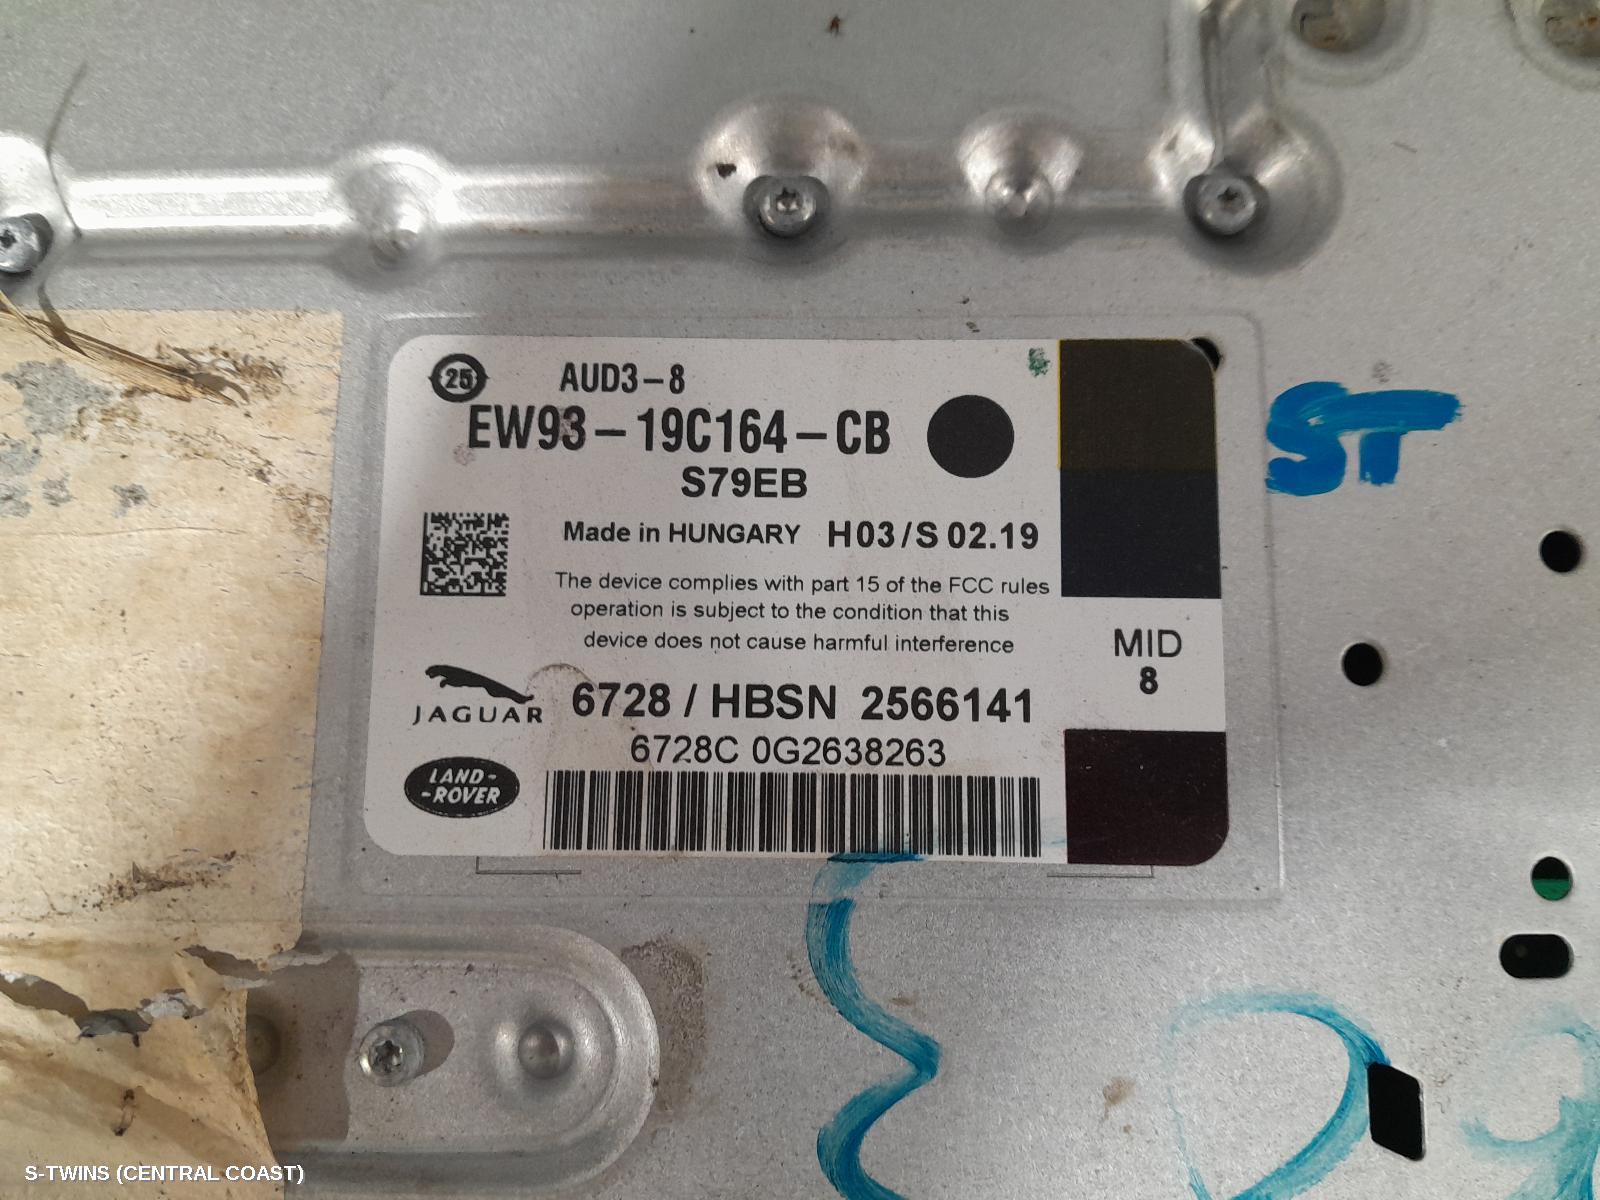 25
AUD3-8
EW93-19C164-CB
S79EB
Made in HUNGARY H03/S 02.19
The device complies with part 15 of the FCC rules
operation is subject to the condition that this
device does not cause harmful interference
MID
8
JAGUAR
6728 / HBSN 2566141
6728C 0G2638263
LAND-
-ROVER
ST
S-TWINS (CENTRAL COAST)